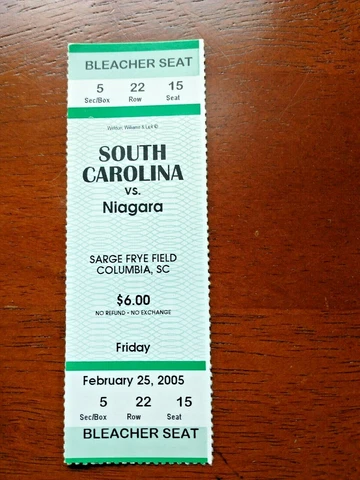 BLEACHER SEAT
5 22 15
Sec/Box Row Seat
SOUTH
CAROLINA
vs.
Niagara
SARGE FRYE FIELD
COLUMBIA, SC
$6.00
NO REFUND • NO EXCHANGE
Friday
February 25, 2005
5 22 15
Sec/Box Row Seat
BLEACHER SEAT